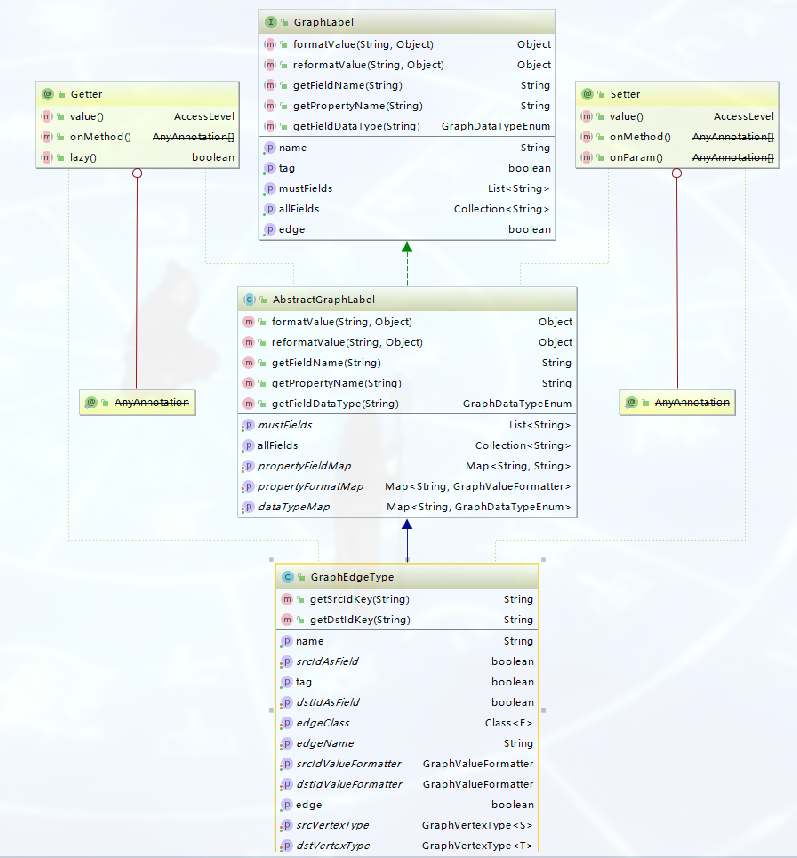 GraphLabel
formatValue(String, Object) Object
reformatValue(String, Object) Object
getFieldName(String) String
getPropertyName(String) String
getFieldDataType(String) GraphDataTypeEnum
name String
tag boolean
mustFields List<String>
allFields Collection<String>
edge boolean
Getter
value() AccessLevel
onMethod() AnyAnnotation[]
lazy() boolean
Setter
value() AccessLevel
onMethod() AnyAnnotation[]
onParam() AnyAnnotation[]
AbstractGraphLabel
formatValue(String, Object) Object
reformatValue(String, Object) Object
getFieldName(String) String
getPropertyName(String) String
getFieldDataType(String) GraphDataTypeEnum
mustFields List<String>
allFields Collection<String>
propertyFieldMap Map<String, String>
propertyFormatMap Map<String, GraphValueFormatter>
dataTypeMap Map<String, GraphDataTypeEnum>
AnyAnnotation
AnyAnnotation
GraphEdgeType
getSrcIdKey(String) String
getDstIdKey(String) String
name String
srcIdAsField boolean
tag boolean
dstIdAsField boolean
edgeClass Class<E>
edgeName String
srcIdValueFormatter GraphValueFormatter
dstIdValueFormatter GraphValueFormatter
edge boolean
srcVertexType GraphVertexType<S>
dstVertexType GraphVertexType<T>